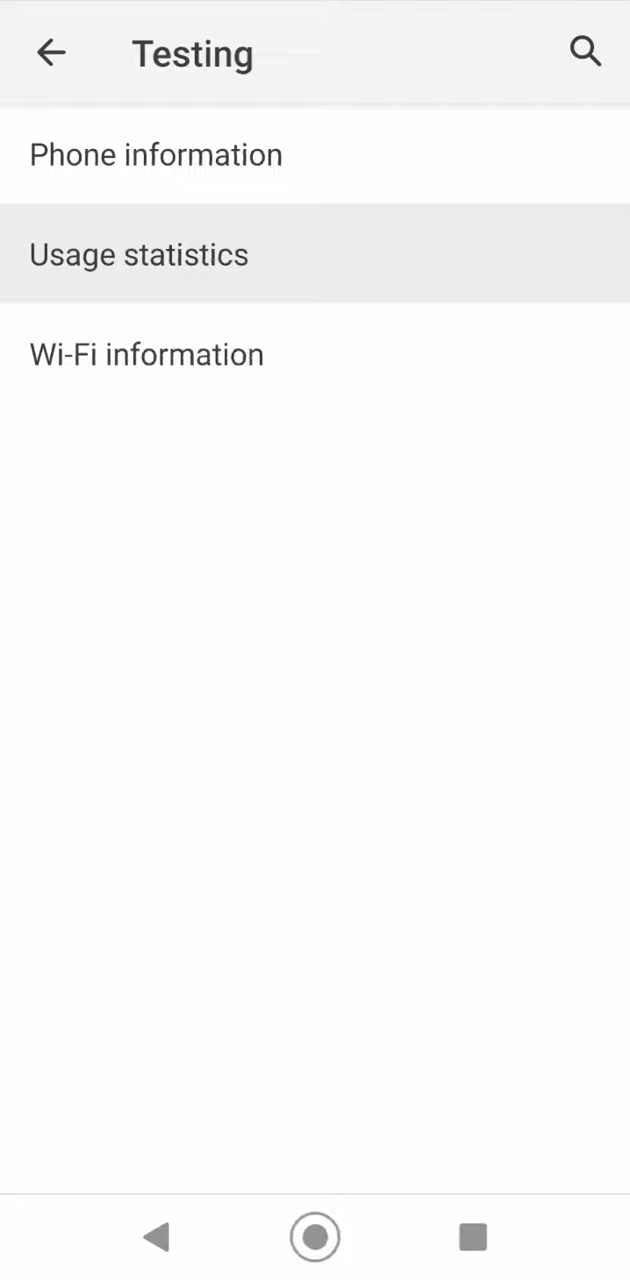 Testing
Phone information
Usage statistics
Wi-Fi information